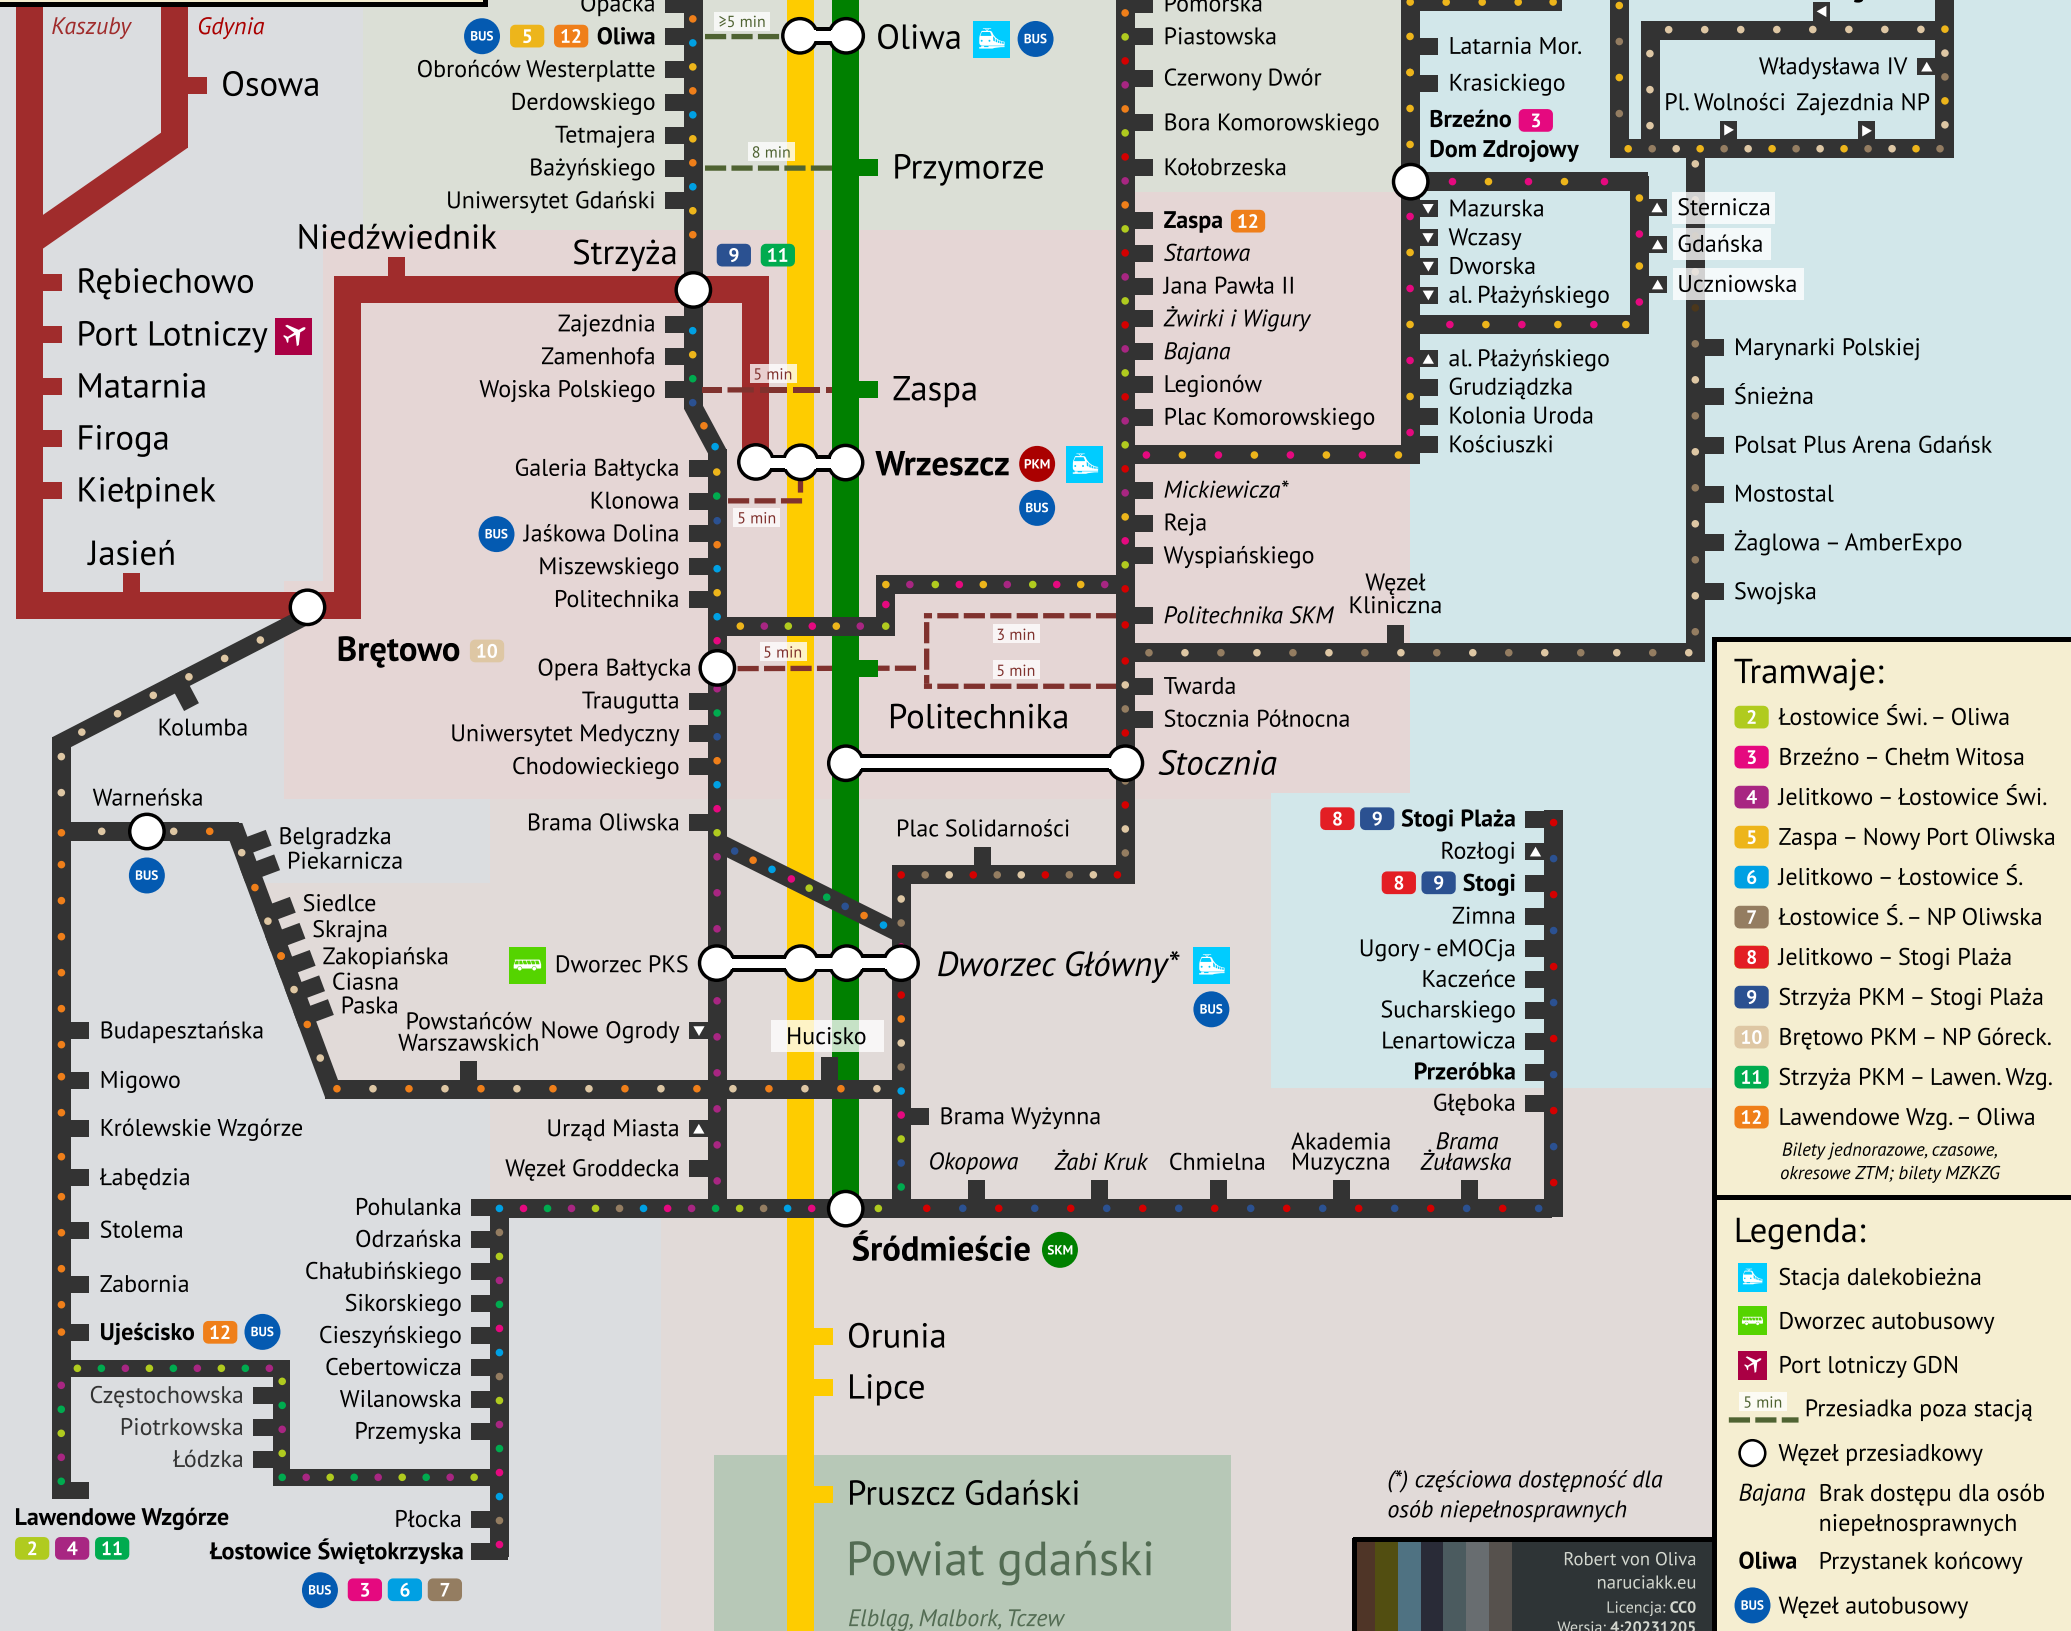 Kaszuby
Gdynia
Osowa
Rębiechowo
Port Lotniczy
Matarnia
Firoga
Kiełpinek
Jasień
Niedźwiednik
Brętowo 10
Opacka
BUS 5 12 Oliwa
Obrońców Westerplatte
Derdowskiego
Tetmajera
Bażyńskiego
Uniwersytet Gdański
Strzyża 9 11
Zajezdnia
Zamenhofa
Wojska Polskiego
Galeria Bałtycka
Klonowa
BUS Jaśkowa Dolina
Miszewskiego
Politechnika
Opera Bałtycka
Traugutta
Uniwersytet Medyczny
Chodowieckiego
Brama Oliwska
Dworzec PKS
Nowe Ogrody
Urząd Miasta
Węzeł Groddecka
≥5 min
8 min
5 min
5 min
5 min
3 min
5 min
Oliwa BUS
Przymorze
Zaspa
Wrzeszcz PKM
BUS
Politechnika
Stocznia
Plac Solidarności
Dworzec Główny*
BUS
Hucisko
Brama Wyżynna
Śródmieście SKM
Orunia
Lipce
Pruszcz Gdański
Powiat gdański
Elbląg, Malbork, Tczew
Pomorska
Piastowska
Czerwony Dwór
Bora Komorowskiego
Kołobrzeska
Zaspa 12
Startowa
Jana Pawła II
Żwirki i Wigury
Bajana
Legionów
Plac Komorowskiego
Mickiewicza*
Reja
Wyspiańskiego
Politechnika SKM
Twarda
Stocznia Północna
Węzeł
Kliniczna
Latarnia Mor.
Krasickiego
Brzeźno 3
Dom Zdrojowy
Mazurska
Wczasy
Dworska
al. Płażyńskiego
al. Płażyńskiego
Grudziądzka
Kolonia Uroda
Kościuszki
Sternicza
Gdańska
Uczniowska
Władysława IV
Pl. Wolności Zajezdnia NP
Marynarki Polskiej
Śnieżna
Polsat Plus Arena Gdańsk
Mostostal
Żaglowa – AmberExpo
Swojska
8 9 Stogi Plaża
Rozłogi
8 9 Stogi
Zimna
Ugory - eMOCja
Kaczeńce
Sucharskiego
Lenartowicza
Przeróbka
Głęboka
Okopowa
Żabi Kruk
Chmielna
Akademia
Muzyczna
Brama
Żuławska
Kolumba
Warneńska
BUS
Belgradzka
Piekarnicza
Siedlce
Skrajna
Zakopiańska
Ciasna
Paska
Powstańców
Warszawskich
Budapesztańska
Migowo
Królewskie Wzgórze
Łabędzia
Stolema
Zabornia
Ujeścisko 12 BUS
Częstochowska
Piotrkowska
Łódzka
Lawendowe Wzgórze
2 4 11
Pohulanka
Odrzańska
Chałubińskiego
Sikorskiego
Cieszyńskiego
Cebertowicza
Wilanowska
Przemyska
Płocka
Łostowice Świętokrzyska
BUS 3 6 7
Tramwaje:
2 Łostowice Świ. – Oliwa
3 Brzeźno – Chełm Witosa
4 Jelitkowo – Łostowice Świ.
5 Zaspa – Nowy Port Oliwska
6 Jelitkowo – Łostowice Ś.
7 Łostowice Ś. – NP Oliwska
8 Jelitkowo – Stogi Plaża
9 Strzyża PKM – Stogi Plaża
10 Brętowo PKM – NP Góreck.
11 Strzyża PKM – Lawen. Wzg.
12 Lawendowe Wzg. – Oliwa
Bilety jednorazowe, czasowe,
okresowe ZTM; bilety MZKZG
Legenda:
Stacja dalekobieżna
Dworzec autobusowy
Port lotniczy GDN
5 min Przesiadka poza stacją
Węzeł przesiadkowy
Bajana Brak dostępu dla osób
niepełnosprawnych
Oliwa Przystanek końcowy
BUS Węzeł autobusowy
(*) częściowa dostępność dla
osób niepełnosprawnych
Robert von Oliva
naruciakk.eu
Licencja: CC0
Wersja: 4:20231205